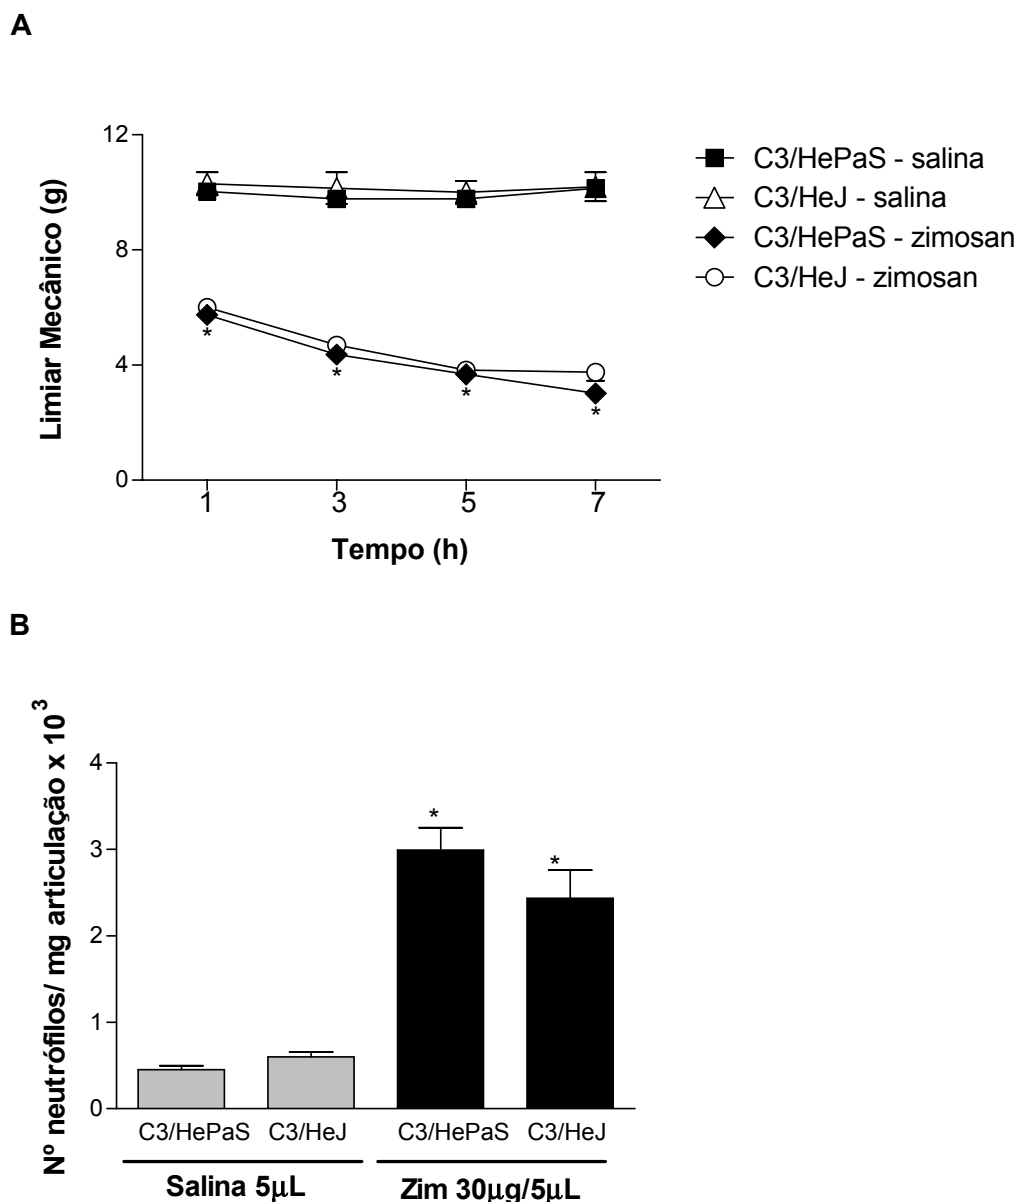 A
12
8
4
0
Limiar Mecânico (g)
1 3 5 7
Tempo (h)
C3/HePaS - salina
C3/HeJ - salina
C3/HePaS - zimosan
C3/HeJ - zimosan
* * * *
B
Nº neutrófilos/ mg articulação x 10³
4
3
2
1
0
* *
C3/HePaS C3/HeJ C3/HePaS C3/HeJ
Salina 5µL Zim 30µg/5µL